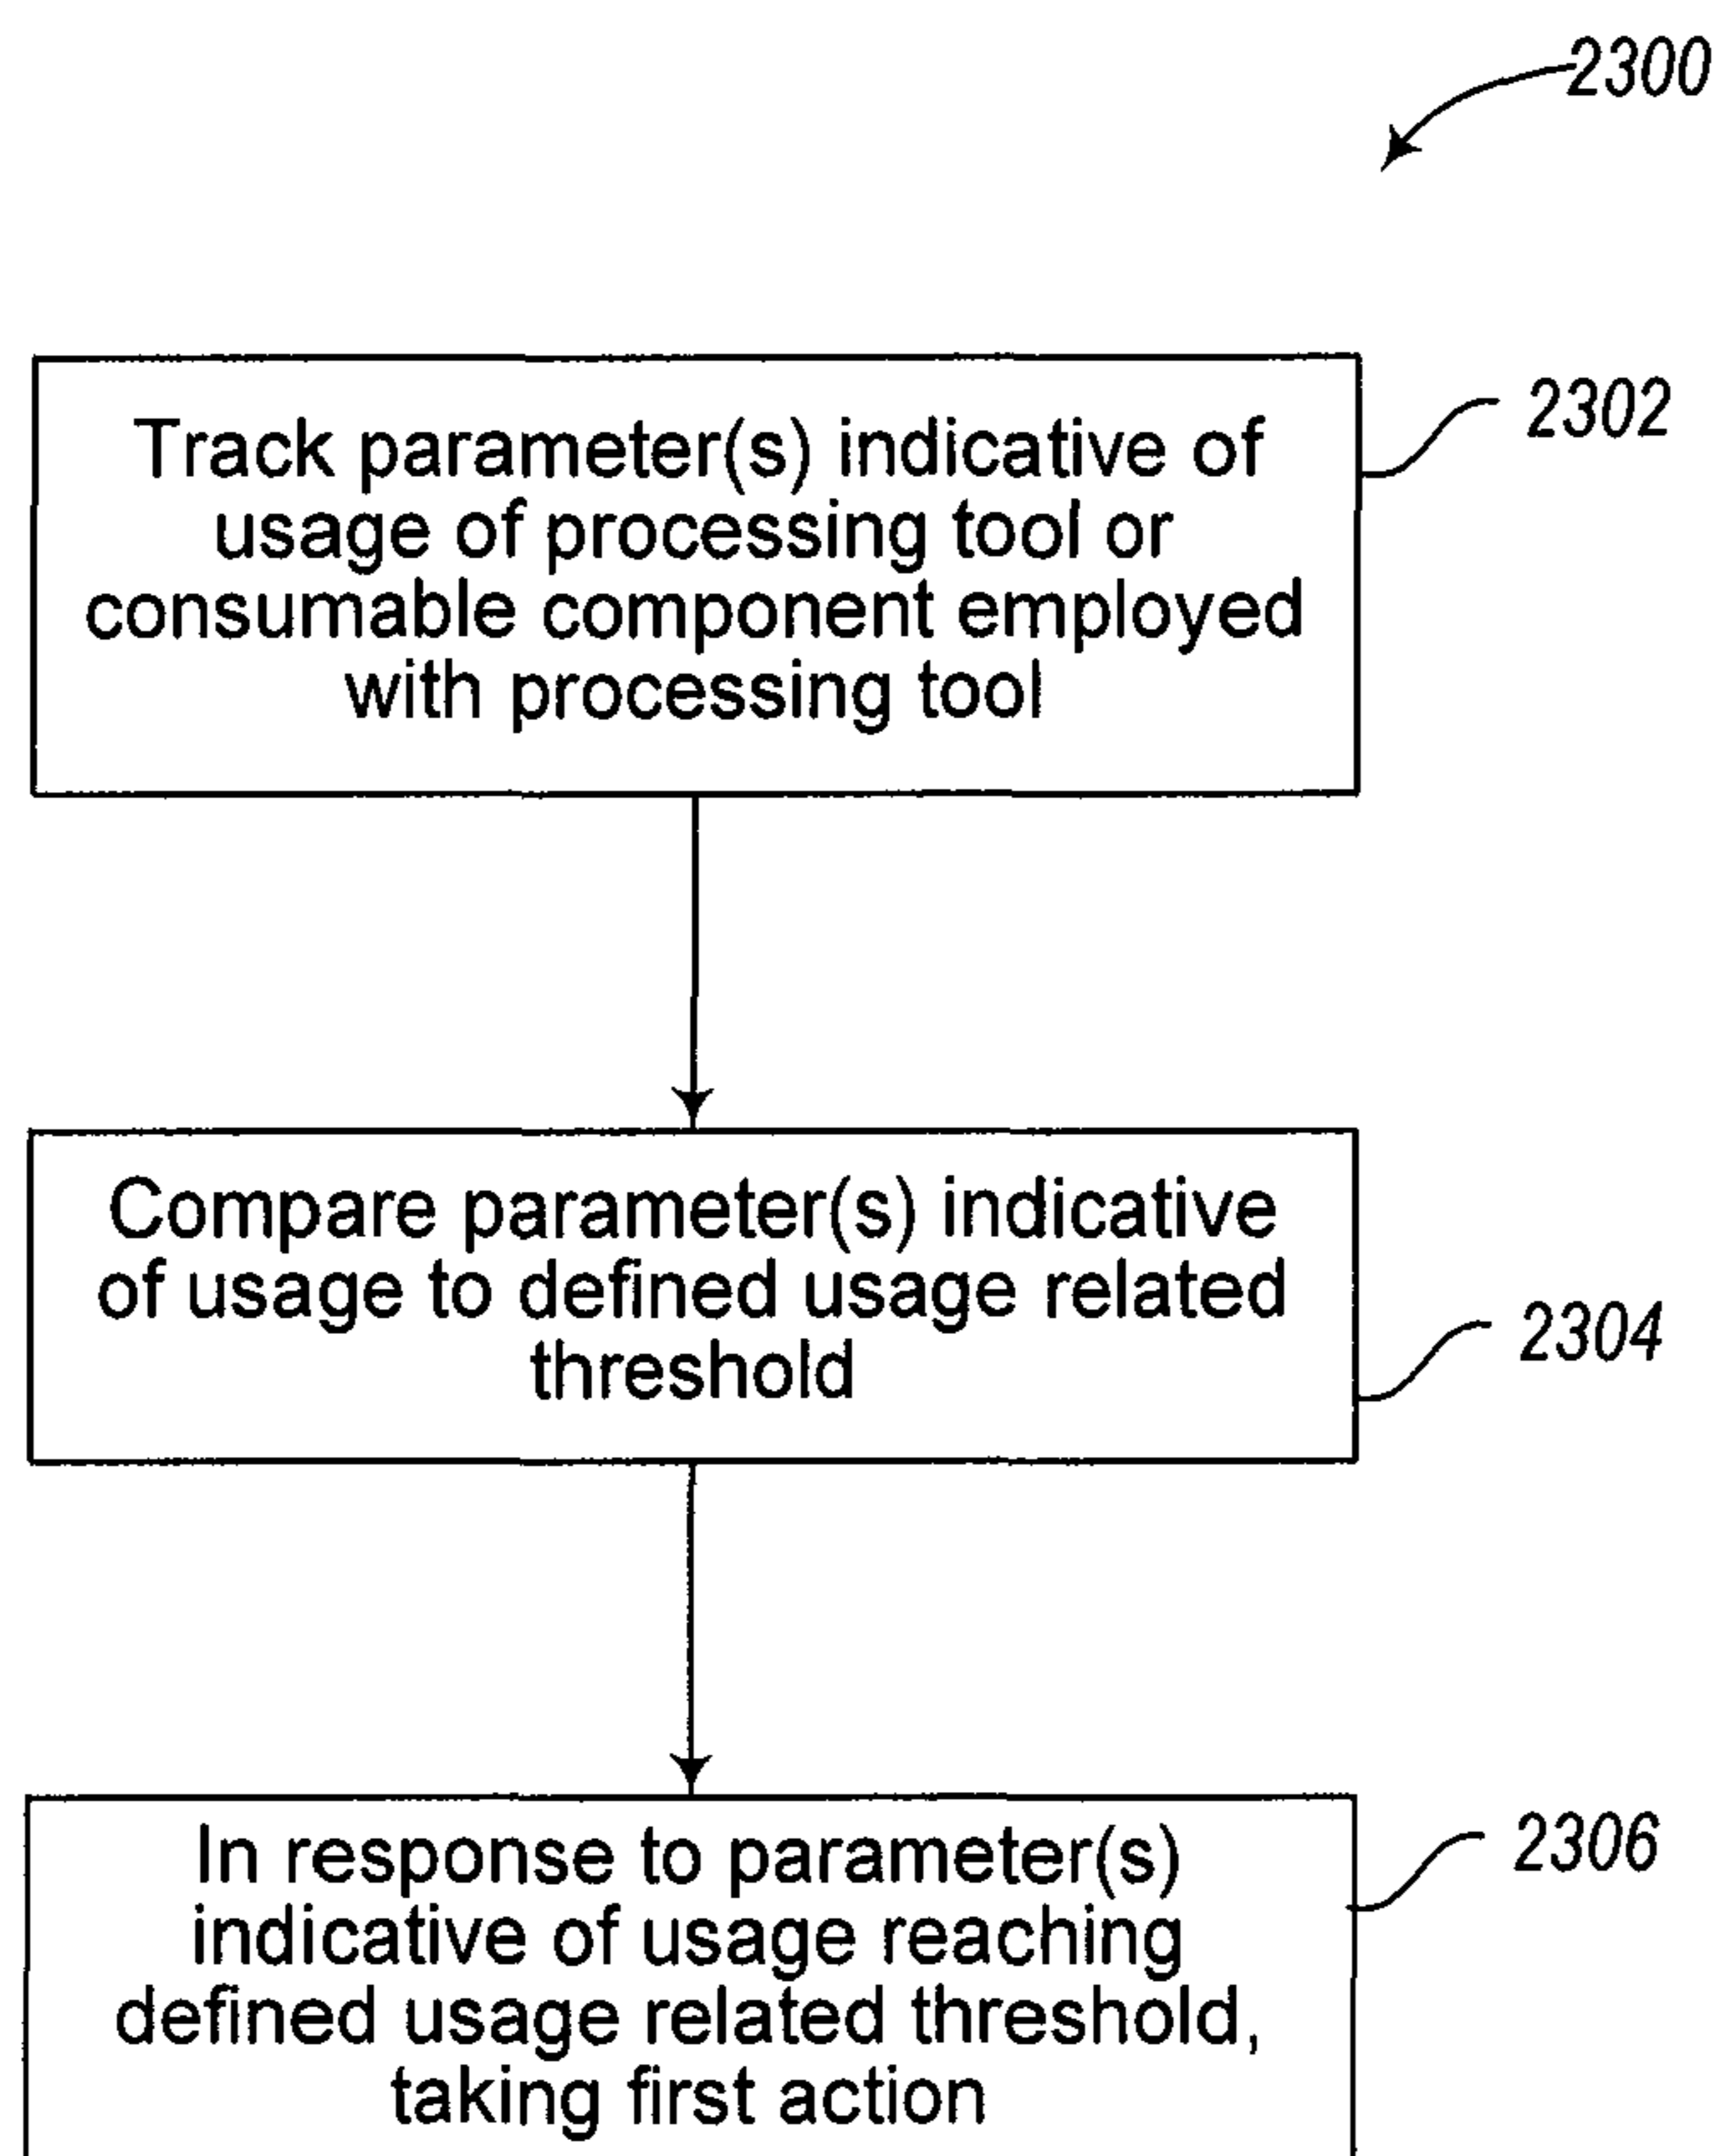 2300
Track parameter(s) indicative of
usage of processing tool or
consumable component employed
with processing tool
2302
Compare parameter(s) indicative
of usage to defined usage related
threshold
2304
In response to parameter(s)
indicative of usage reaching
defined usage related threshold,
taking first action
2306